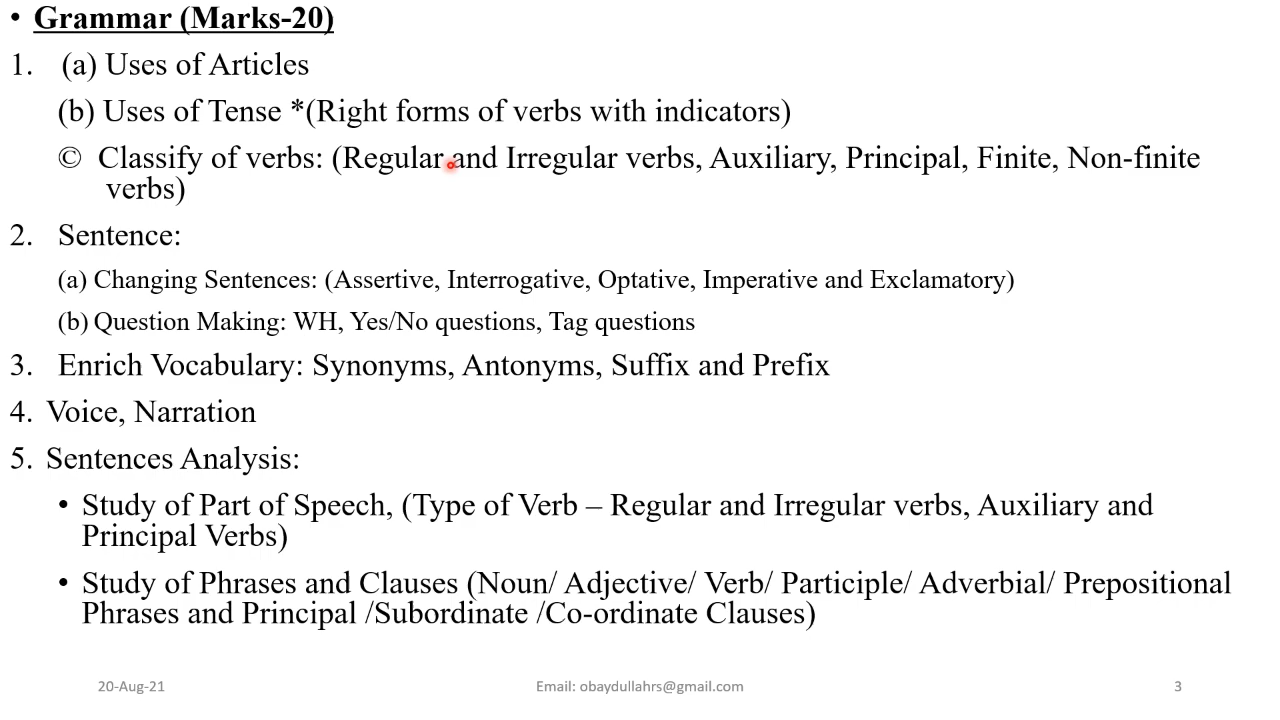 • Grammar (Marks-20)
1. (a) Uses of Articles
(b) Uses of Tense *(Right forms of verbs with indicators)
© Classify of verbs: (Regular and Irregular verbs, Auxiliary, Principal, Finite, Non-finite
verbs)
2. Sentence:
(a) Changing Sentences: (Assertive, Interrogative, Optative, Imperative and Exclamatory)
(b) Question Making: WH, Yes/No questions, Tag questions
3. Enrich Vocabulary: Synonyms, Antonyms, Suffix and Prefix
4. Voice, Narration
5. Sentences Analysis:
• Study of Part of Speech, (Type of Verb – Regular and Irregular verbs, Auxiliary and
Principal Verbs)
• Study of Phrases and Clauses (Noun/ Adjective/ Verb/ Participle/ Adverbial/ Prepositional
Phrases and Principal /Subordinate /Co-ordinate Clauses)
20-Aug-21 Email: obaydullahrs@gmail.com 3